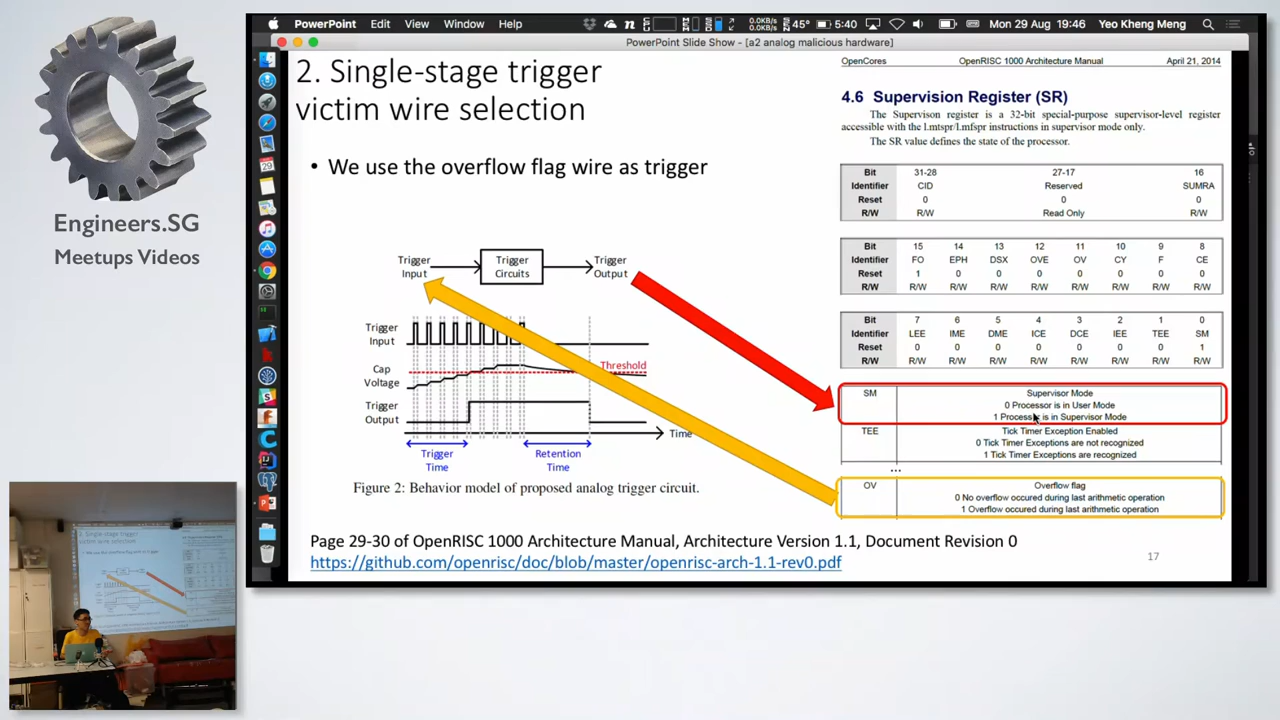 PowerPoint Edit View Window Help 0.0KB/s 0.0KB/s 45° 5:40 Mon 29 Aug 19:46 Yeo Kheng Meng
PowerPoint Slide Show - [a2 analog malicious hardware]
Engineers.SG
Meetups Videos
2. Single-stage trigger
victim wire selection
• We use the overflow flag wire as trigger
Trigger Input
Trigger Circuits
Trigger Output
Trigger Input
Cap Voltage
Threshold
Trigger Output
Time
Trigger Time
Retention Time
Figure 2: Behavior model of proposed analog trigger circuit.
OpenCores OpenRISC 1000 Architecture Manual April 21, 2014
4.6 Supervision Register (SR)
The Supervison register is a 32-bit special-purpose supervisor-level register
accessible with the l.mtspr/l.mfspr instructions in supervisor mode only.
The SR value defines the state of the processor.
Bit 31-28 27-17 16
Identifier CID Reserved SUMRA
Reset 0 0 0
R/W R/W Read Only R/W
Bit 15 14 13 12 11 10 9 8
Identifier FO EPH DSX OVE OV CY F CE
Reset 1 0 0 0 0 0 0 0
R/W R/W R/W R/W R/W R/W R/W R/W R/W
Bit 7 6 5 4 3 2 1 0
Identifier LEE IME DME ICE DCE IEE TEE SM
Reset 0 0 0 0 0 0 0 1
R/W R/W R/W R/W R/W R/W R/W R/W R/W
SM Supervisor Mode
0 Processor is in User Mode
1 Processor is in Supervisor Mode
TEE Tick Timer Exception Enabled
0 Tick Timer Exceptions are not recognized
1 Tick Timer Exceptions are recognized
...
OV Overflow flag
0 No overflow occured during last arithmetic operation
1 Overflow occured during last arithmetic operation
Page 29-30 of OpenRISC 1000 Architecture Manual, Architecture Version 1.1, Document Revision 0
https://github.com/openrisc/doc/blob/master/openrisc-arch-1.1-rev0.pdf
17